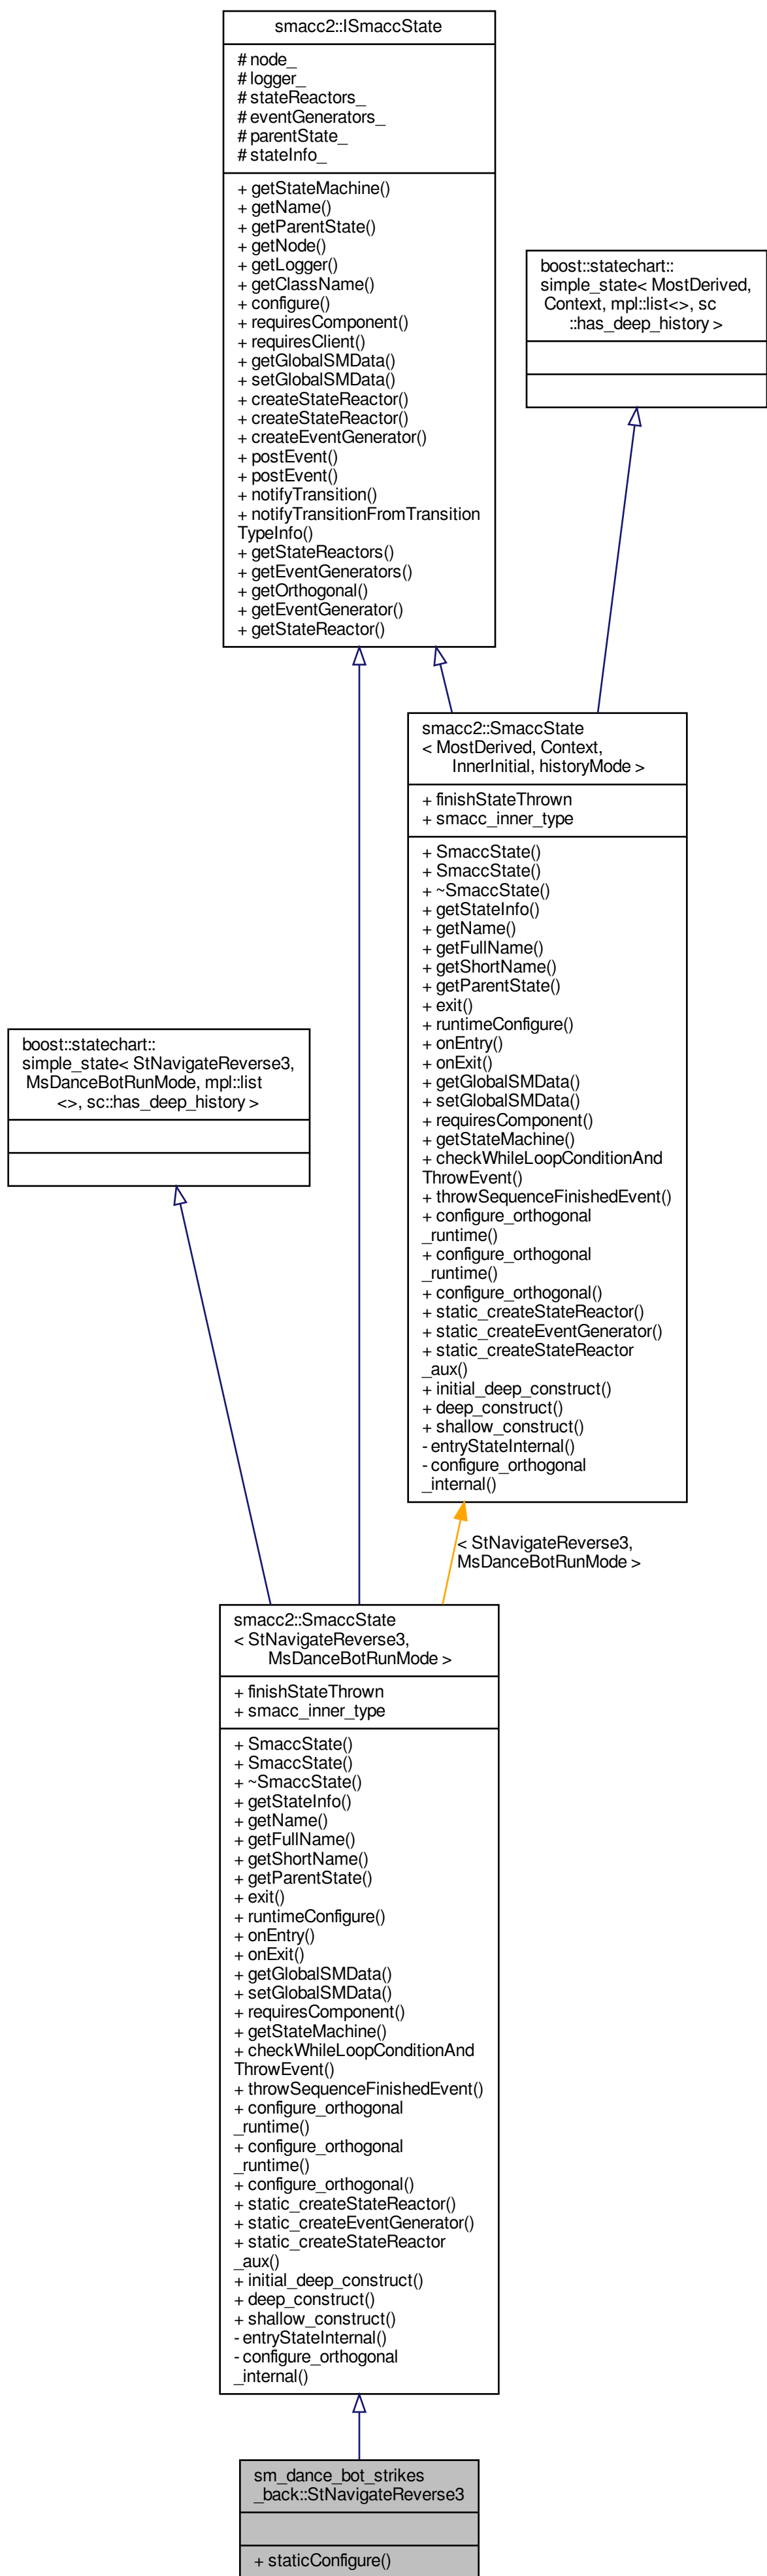 smacc2::ISmaccState
# node_
# logger_
# stateReactors_
# eventGenerators_
# parentState_
# stateInfo_
+ getStateMachine()
+ getName()
+ getParentState()
+ getNode()
+ getLogger()
+ getClassName()
+ configure()
+ requiresComponent()
+ requiresClient()
+ getGlobalSMData()
+ setGlobalSMData()
+ createStateReactor()
+ createStateReactor()
+ createEventGenerator()
+ postEvent()
+ postEvent()
+ notifyTransition()
+ notifyTransitionFromTransition
TypeInfo()
+ getStateReactors()
+ getEventGenerators()
+ getOrthogonal()
+ getEventGenerator()
+ getStateReactor()
boost::statechart::
simple_state< MostDerived,
Context, mpl::list<>, sc
::has_deep_history >
smacc2::SmaccState
< MostDerived, Context,
InnerInitial, historyMode >
+ finishStateThrown
+ smacc_inner_type
+ SmaccState()
+ SmaccState()
+ ~SmaccState()
+ getStateInfo()
+ getName()
+ getFullName()
+ getShortName()
+ getParentState()
+ exit()
+ runtimeConfigure()
+ onEntry()
+ onExit()
+ getGlobalSMData()
+ setGlobalSMData()
+ requiresComponent()
+ getStateMachine()
+ checkWhileLoopConditionAnd
ThrowEvent()
+ throwSequenceFinishedEvent()
+ configure_orthogonal
_runtime()
+ configure_orthogonal
_runtime()
+ configure_orthogonal()
+ static_createStateReactor()
+ static_createEventGenerator()
+ static_createStateReactor
_aux()
+ initial_deep_construct()
+ deep_construct()
+ shallow_construct()
- entryStateInternal()
- configure_orthogonal
_internal()
boost::statechart::
simple_state< StNavigateReverse3,
MsDanceBotRunMode, mpl::list
<>, sc::has_deep_history >
< StNavigateReverse3,
MsDanceBotRunMode >
smacc2::SmaccState
< StNavigateReverse3,
MsDanceBotRunMode >
+ finishStateThrown
+ smacc_inner_type
+ SmaccState()
+ SmaccState()
+ ~SmaccState()
+ getStateInfo()
+ getName()
+ getFullName()
+ getShortName()
+ getParentState()
+ exit()
+ runtimeConfigure()
+ onEntry()
+ onExit()
+ getGlobalSMData()
+ setGlobalSMData()
+ requiresComponent()
+ getStateMachine()
+ checkWhileLoopConditionAnd
ThrowEvent()
+ throwSequenceFinishedEvent()
+ configure_orthogonal
_runtime()
+ configure_orthogonal
_runtime()
+ configure_orthogonal()
+ static_createStateReactor()
+ static_createEventGenerator()
+ static_createStateReactor
_aux()
+ initial_deep_construct()
+ deep_construct()
+ shallow_construct()
- entryStateInternal()
- configure_orthogonal
_internal()
sm_dance_bot_strikes
_back::StNavigateReverse3
+ staticConfigure()